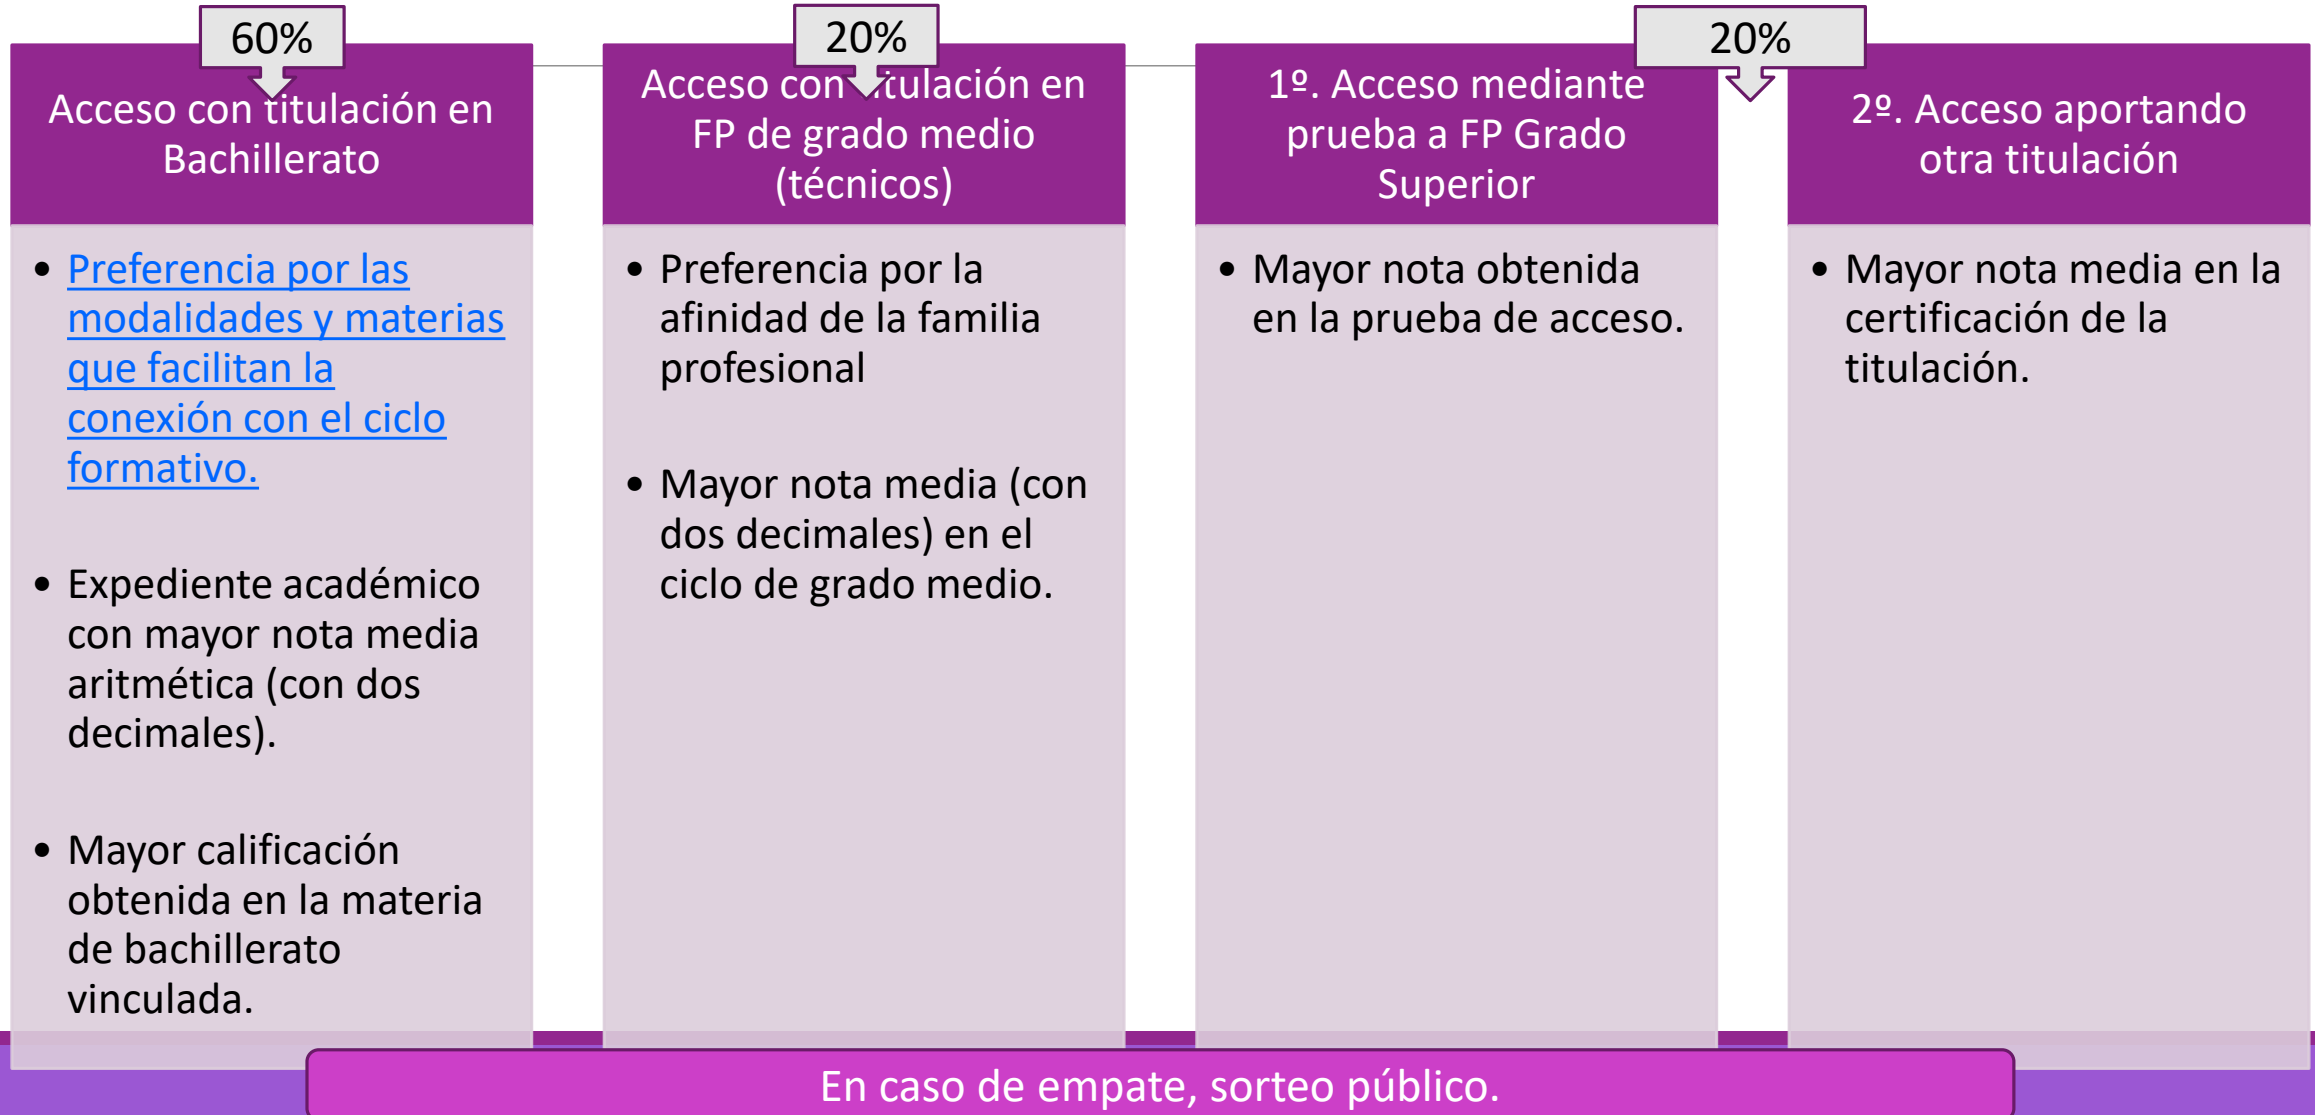 60%
Acceso con titulación en
Bachillerato
• Preferencia por las
modalidades y materias
que facilitan la
conexión con el ciclo
formativo.
• Expediente académico
con mayor nota media
aritmética (con dos
decimales).
• Mayor calificación
obtenida en la materia
de bachillerato
vinculada.
20%
Acceso con titulación en
FP de grado medio
(técnicos)
• Preferencia por la
afinidad de la familia
profesional
• Mayor nota media (con
dos decimales) en el
ciclo de grado medio.
20%
1º. Acceso mediante
prueba a FP Grado
Superior
• Mayor nota obtenida
en la prueba de acceso.
2º. Acceso aportando
otra titulación
• Mayor nota media en la
certificación de la
titulación.
En caso de empate, sorteo público.